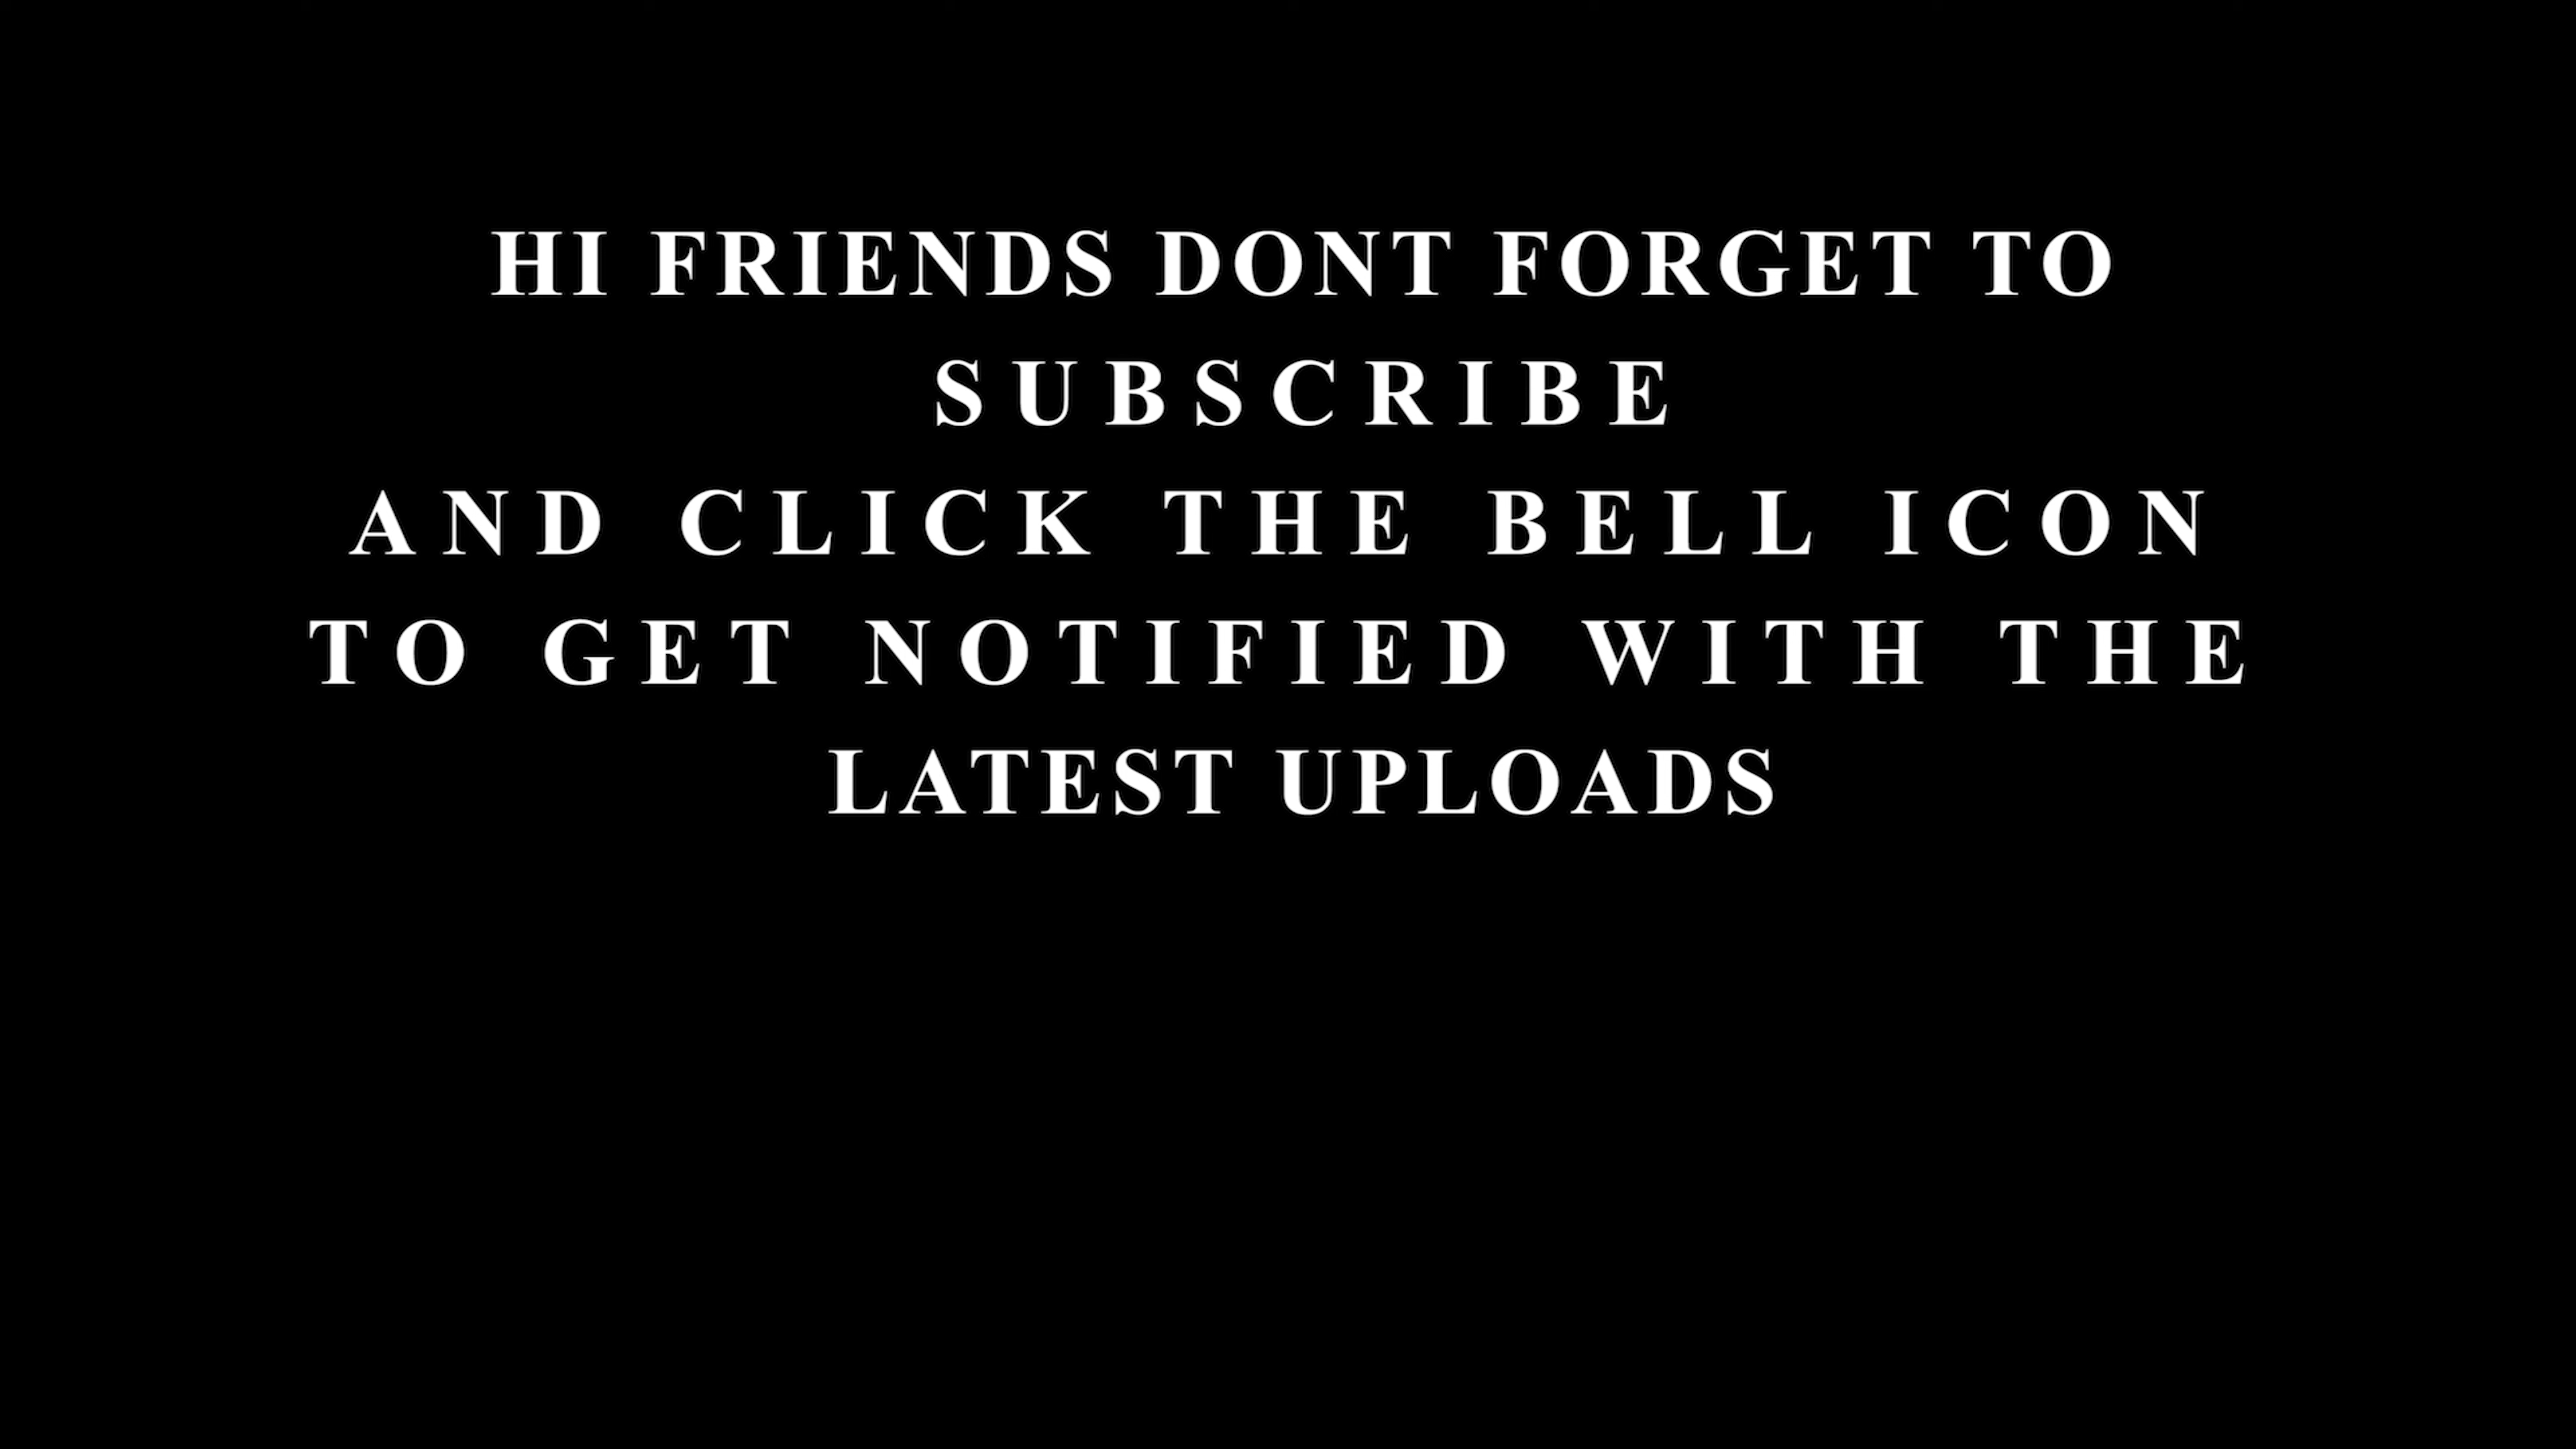 HI FRIENDS DONT FORGET TO
SUBSCRIBE
AND CLICK THE BELL ICON
TO GET NOTIFIED WITH THE
LATEST UPLOADS